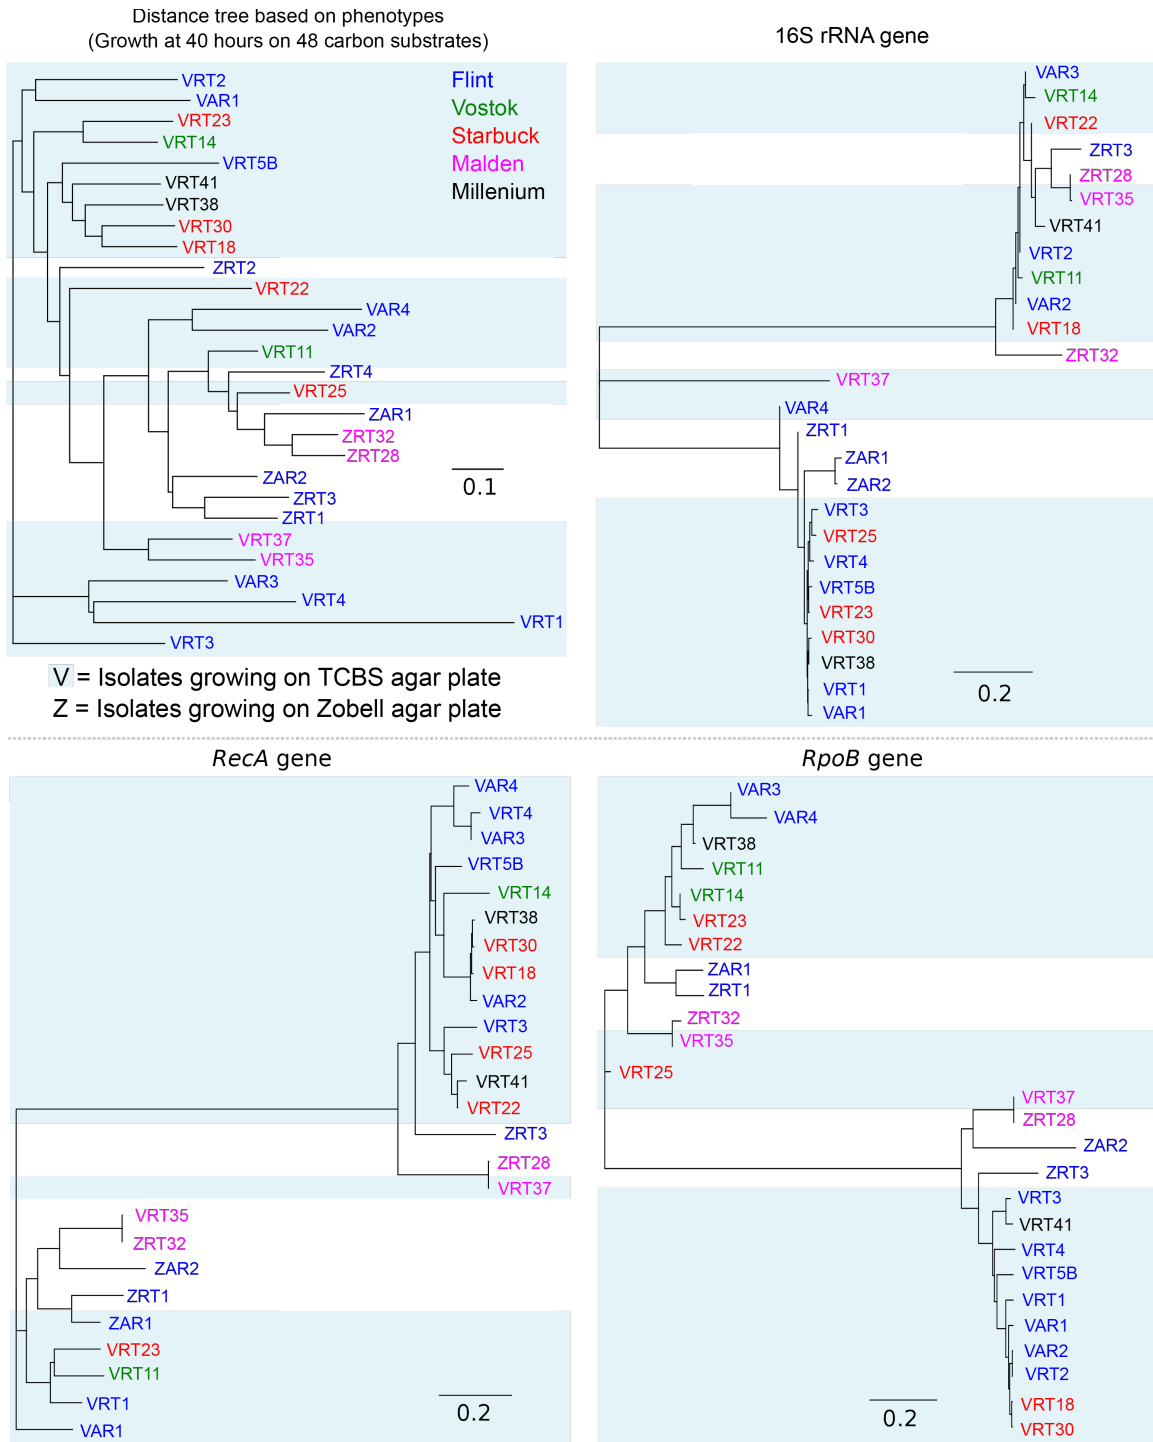 Distance tree based on phenotypes
(Growth at 40 hours on 48 carbon substrates)
VRT2
VAR1
VRT23
VRT14
VRT5B
VRT41
VRT38
VRT30
VRT18
ZRT2
VRT22
VAR4
VAR2
VRT11
ZRT4
VRT25
ZAR1
ZRT32
ZRT28
ZAR2
ZRT3
ZRT1
VRT37
VRT35
VAR3
VRT4
VRT1
VRT3
Flint
Vostok
Starbuck
Malden
Millenium
0.1
V = Isolates growing on TCBS agar plate
Z = Isolates growing on Zobell agar plate
16S rRNA gene
VAR3
VRT14
VRT22
ZRT3
ZRT28
VRT35
VRT41
VRT2
VRT11
VAR2
VRT18
ZRT32
VRT37
VAR4
ZRT1
ZAR1
ZAR2
VRT3
VRT25
VRT4
VRT5B
VRT23
VRT30
VRT38
VRT1
VAR1
0.2
RecA gene
VAR4
VRT4
VAR3
VRT5B
VRT14
VRT38
VRT30
VRT18
VAR2
VRT3
VRT25
VRT41
VRT22
ZRT3
ZRT28
VRT37
VRT35
ZRT32
ZAR2
ZRT1
ZAR1
VRT23
VRT11
VRT1
VAR1
0.2
RpoB gene
VAR3
VAR4
VRT38
VRT11
VRT14
VRT23
VRT22
ZAR1
ZRT1
ZRT32
VRT35
VRT25
VRT37
ZRT28
ZAR2
ZRT3
VRT3
VRT41
VRT4
VRT5B
VRT1
VAR1
VAR2
VRT2
VRT18
VRT30
0.2